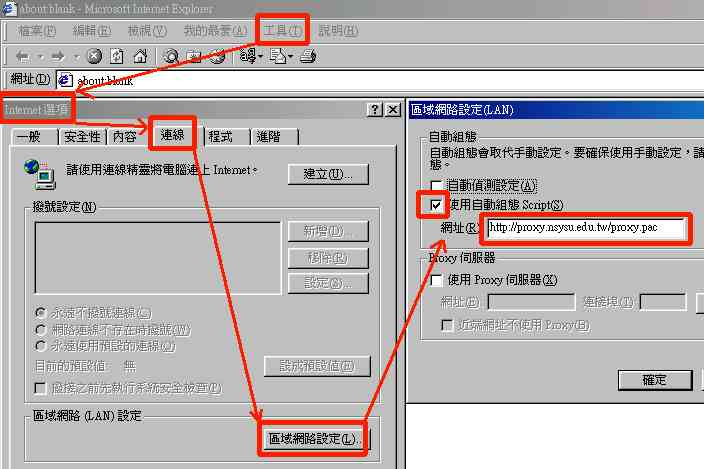 about:blank - Microsoft Internet Explorer
檔案(F) 編輯(E) 檢視(V) 我的最愛(A) 工具(T) 說明(H)
網址(D) about:blank
Internet 選項
一般 安全性 內容 連線 程式 進階
請使用連線精靈將電腦連上 Internet。
建立(U)...
撥號設定(N)
新增(D)...
移除(R)
設定(S)...
永遠不撥號連線(C)
網路連線不存在時撥號(W)
永遠使用預設的連線(O)
目前的預設值: 無
設成預設值(E)
撥接之前先執行系統安全檢查(P)
區域網路 (LAN) 設定
區域網路設定(L)...
區域網路設定(LAN)
自動組態
自動組態會取代手動設定。要確保使用手動設定，請
態。
自動偵測設定(A)
使用自動組態 Script(S)
網址(R) http://proxy.nsysu.edu.tw/proxy.pac
Proxy 伺服器
使用 Proxy 伺服器(X)
網址(E) 連接埠(T)
近端網址不使用 Proxy(B)
確定